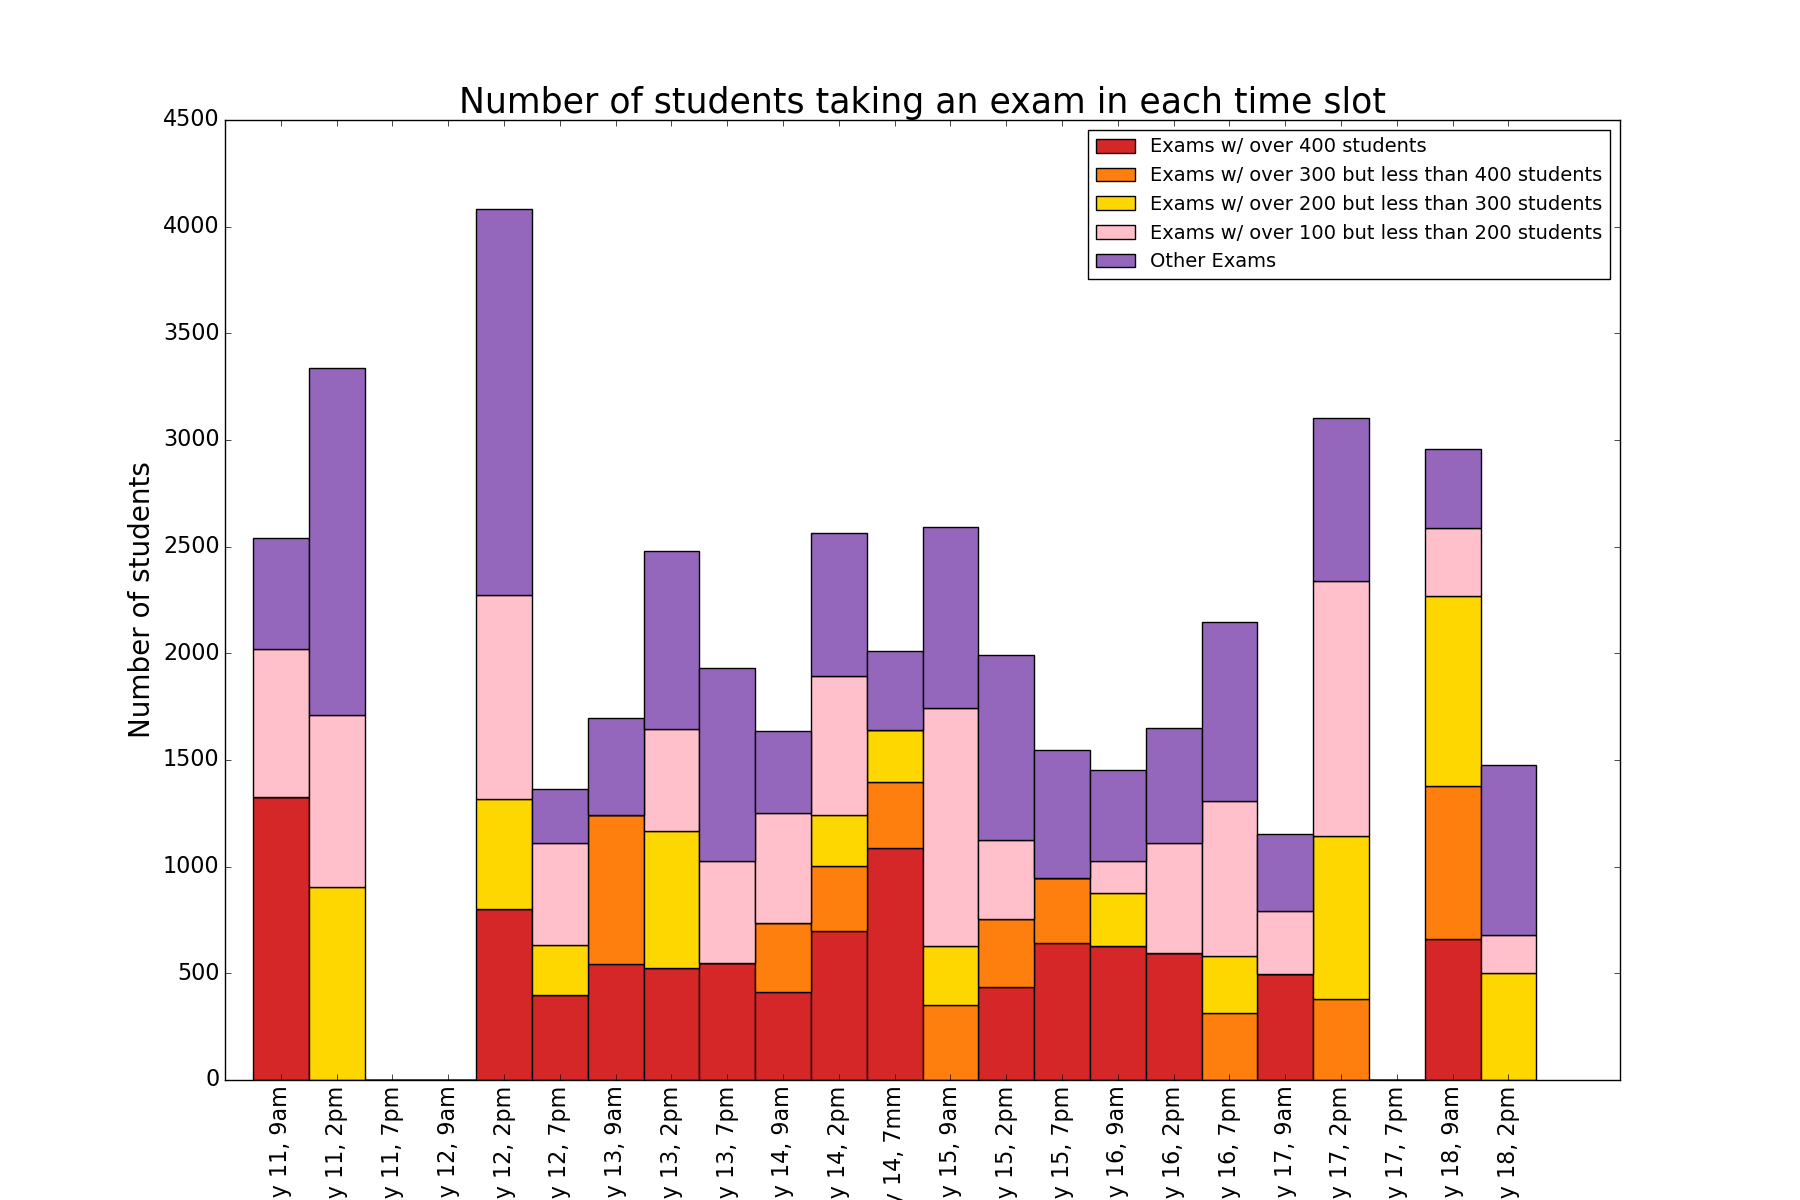 Number of students taking an exam in each time slot
4500
4000
3500
3000
2500
2000
1500
1000
500
0
Number of students
Exams w/ over 400 students
Exams w/ over 300 but less than 400 students
Exams w/ over 200 but less than 300 students
Exams w/ over 100 but less than 200 students
Other Exams
y 11, 9am
y 11, 2pm
y 11, 7pm
y 12, 9am
y 12, 2pm
y 12, 7pm
y 13, 9am
y 13, 2pm
y 13, 7pm
y 14, 9am
y 14, 2pm
y 14, 7mm
y 15, 9am
y 15, 2pm
y 15, 7pm
y 16, 9am
y 16, 2pm
y 16, 7pm
y 17, 9am
y 17, 2pm
y 17, 7pm
y 18, 9am
y 18, 2pm